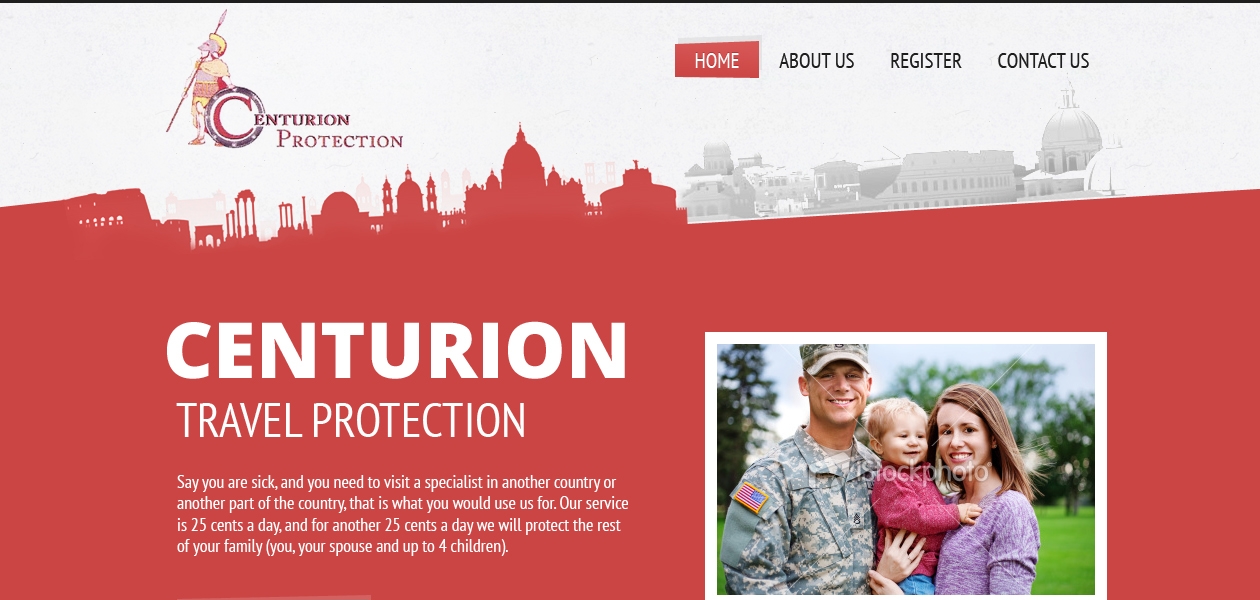 CENTURION
PROTECTION
HOME
ABOUT US
REGISTER
CONTACT US
CENTURION
TRAVEL PROTECTION
Say you are sick, and you need to visit a specialist in another country or
another part of the country, that is what you would use us for. Our service
is 25 cents a day, and for another 25 cents a day we will protect the rest
of your family (you, your spouse and up to 4 children).
iStockphoto